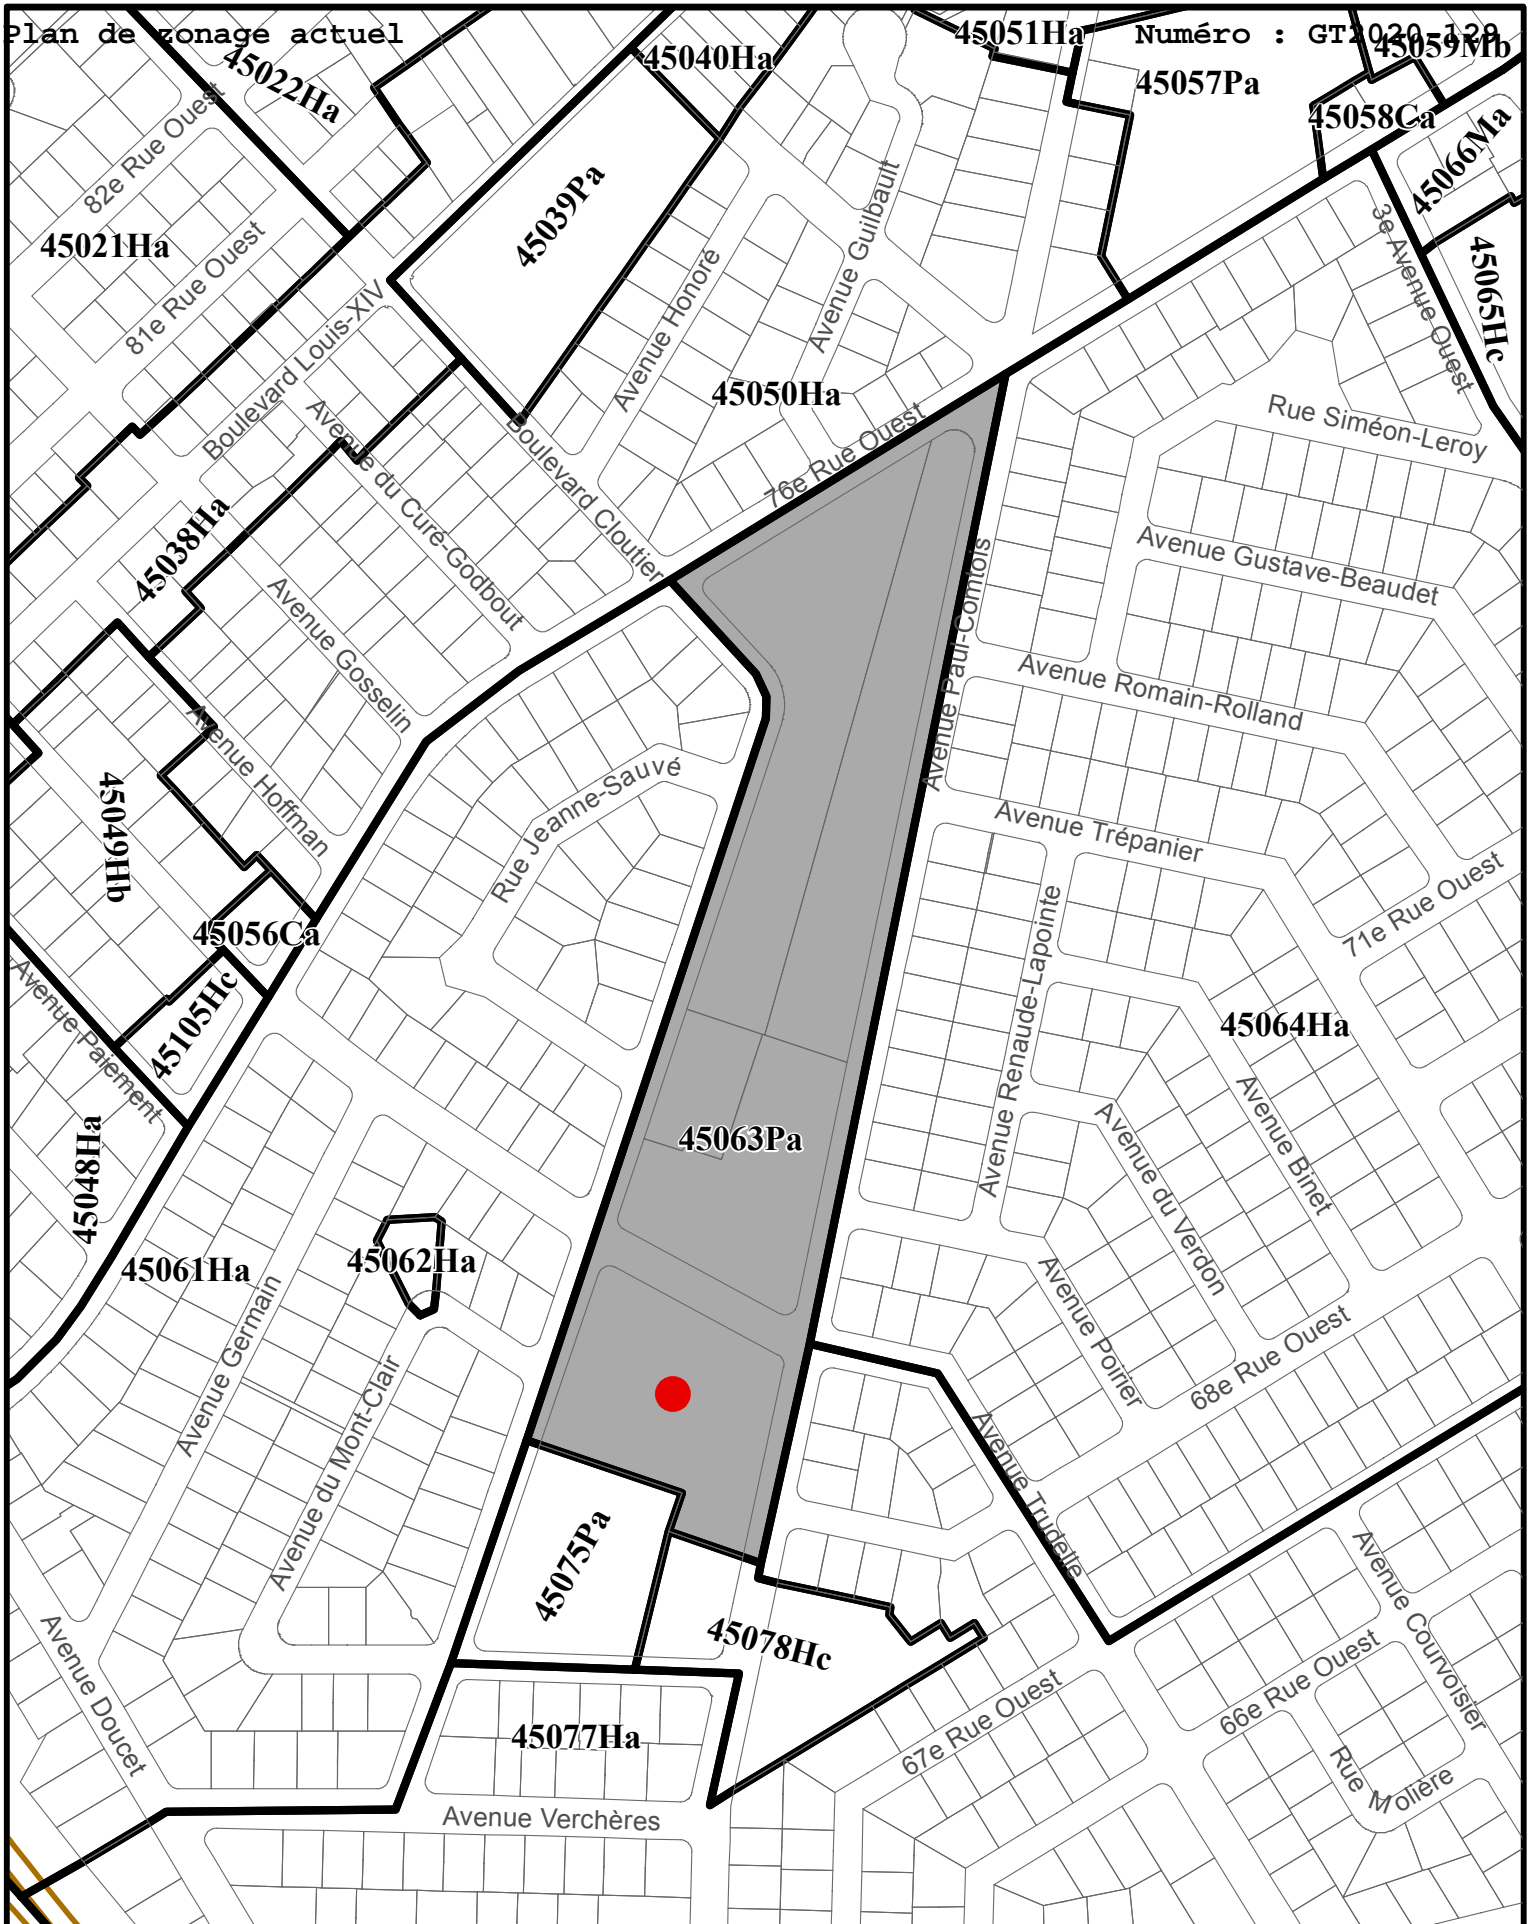 Plan de zonage actuel
Numéro : GT2020-129
45022Ha
45040Ha
45051Ha
45057Pa
45059Mb
45058Ca
45066Ma
45065Hc
82e Rue Ouest
45021Ha
81e Rue Ouest
45039Pa
Avenue Guilbault
Avenue Honoré
3e Avenue Ouest
Boulevard Louis-XIV
45050Ha
76e Rue Ouest
Rue Siméon-Leroy
Avenue du Curé-Godbout
Boulevard Cloutier
45038Ha
Avenue Gustave-Beaudet
Avenue Gosselin
Avenue Paul-Comtois
Avenue Romain-Rolland
Avenue Hoffman
45049Hb
Rue Jeanne-Sauvé
Avenue Trépanier
71e Rue Ouest
45056Ca
Avenue Renaude-Lapointe
45105Hc
Avenue Paiement
45064Ha
45048Ha
45063Pa
Avenue du Verdon
Avenue Binet
45061Ha
45062Ha
Avenue Germain
Avenue Poirier
68e Rue Ouest
Avenue du Mont-Clair
Avenue Trudelle
45075Pa
45078Hc
Avenue Courvoisier
Avenue Doucet
67e Rue Ouest
66e Rue Ouest
45077Ha
Rue Molière
Avenue Verchères